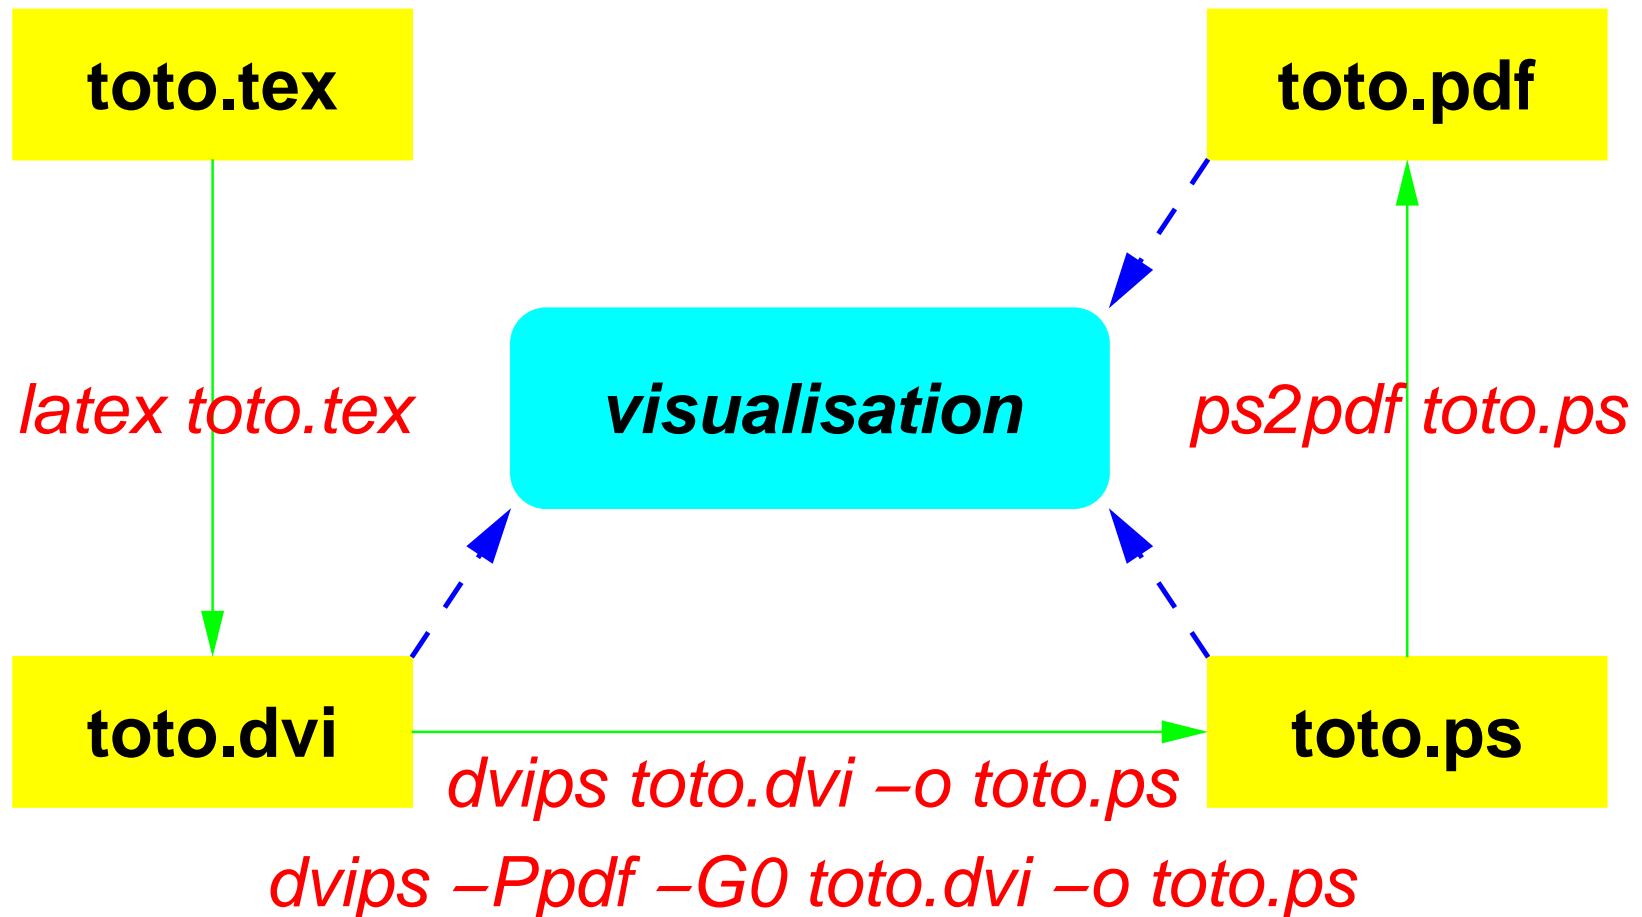 toto.tex
toto.pdf
latex toto.tex
visualisation
ps2pdf toto.ps
toto.dvi
toto.ps
dvips toto.dvi −o toto.ps
dvips −Ppdf −G0 toto.dvi −o toto.ps